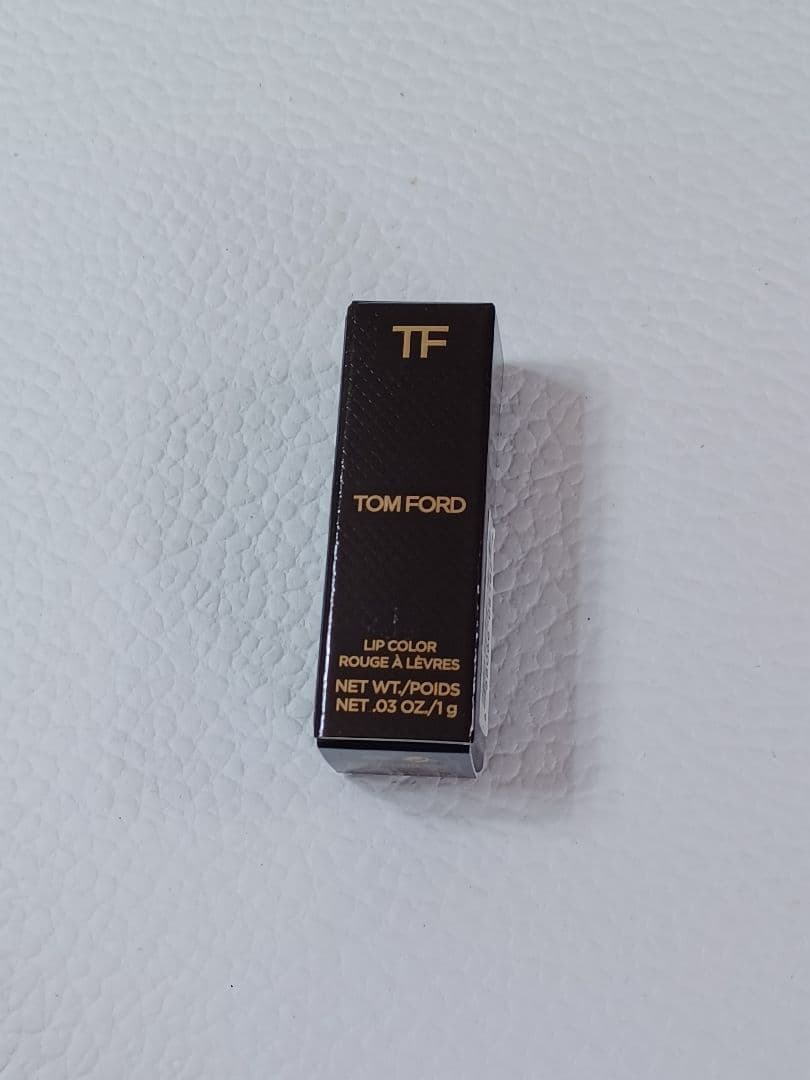 TF
TOM FORD
LIP COLOR
ROUGE À LÈVRES
NET WT./POIDS
NET .03 OZ./1 g